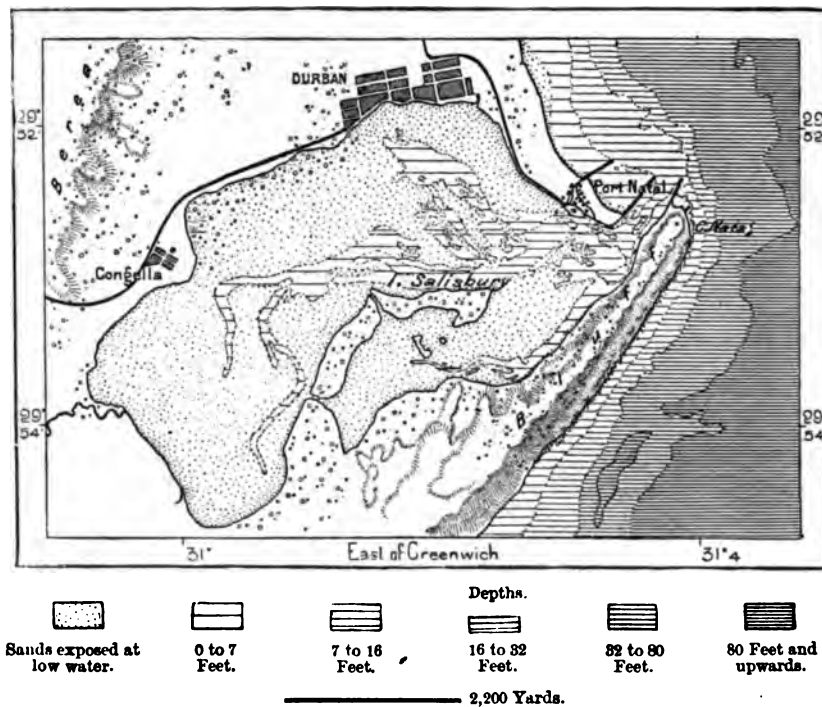 DURBAN
Berea
29°
52'
29
52
Port Natal
C. Natal
Congella
I. Salisbury
Bluff
29
54
29
54
31°
East of Greenwich
31°4
Depths.
Sands exposed at
low water.
0 to 7
Feet.
7 to 16
Feet.
16 to 32
Feet.
32 to 80
Feet.
80 Feet and
upwards.
2,200 Yards.